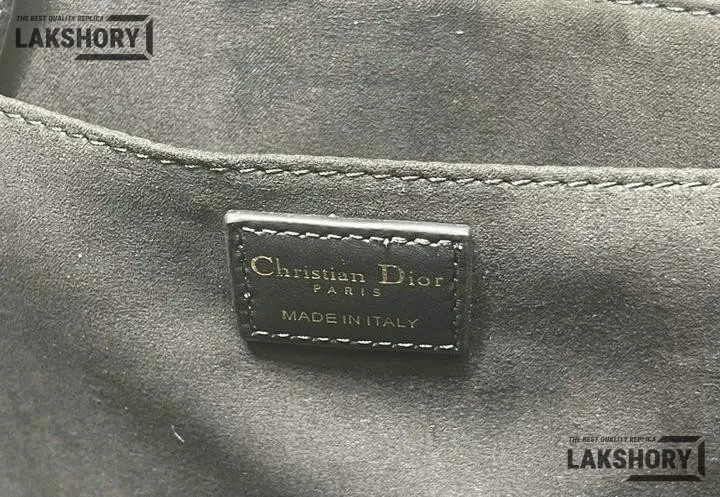 THE BEST QUALITY REPLICA
LAKSHORY
Christian Dior
PARIS
MADE IN ITALY
THE BEST QUALITY REPLICA
LAKSHORY